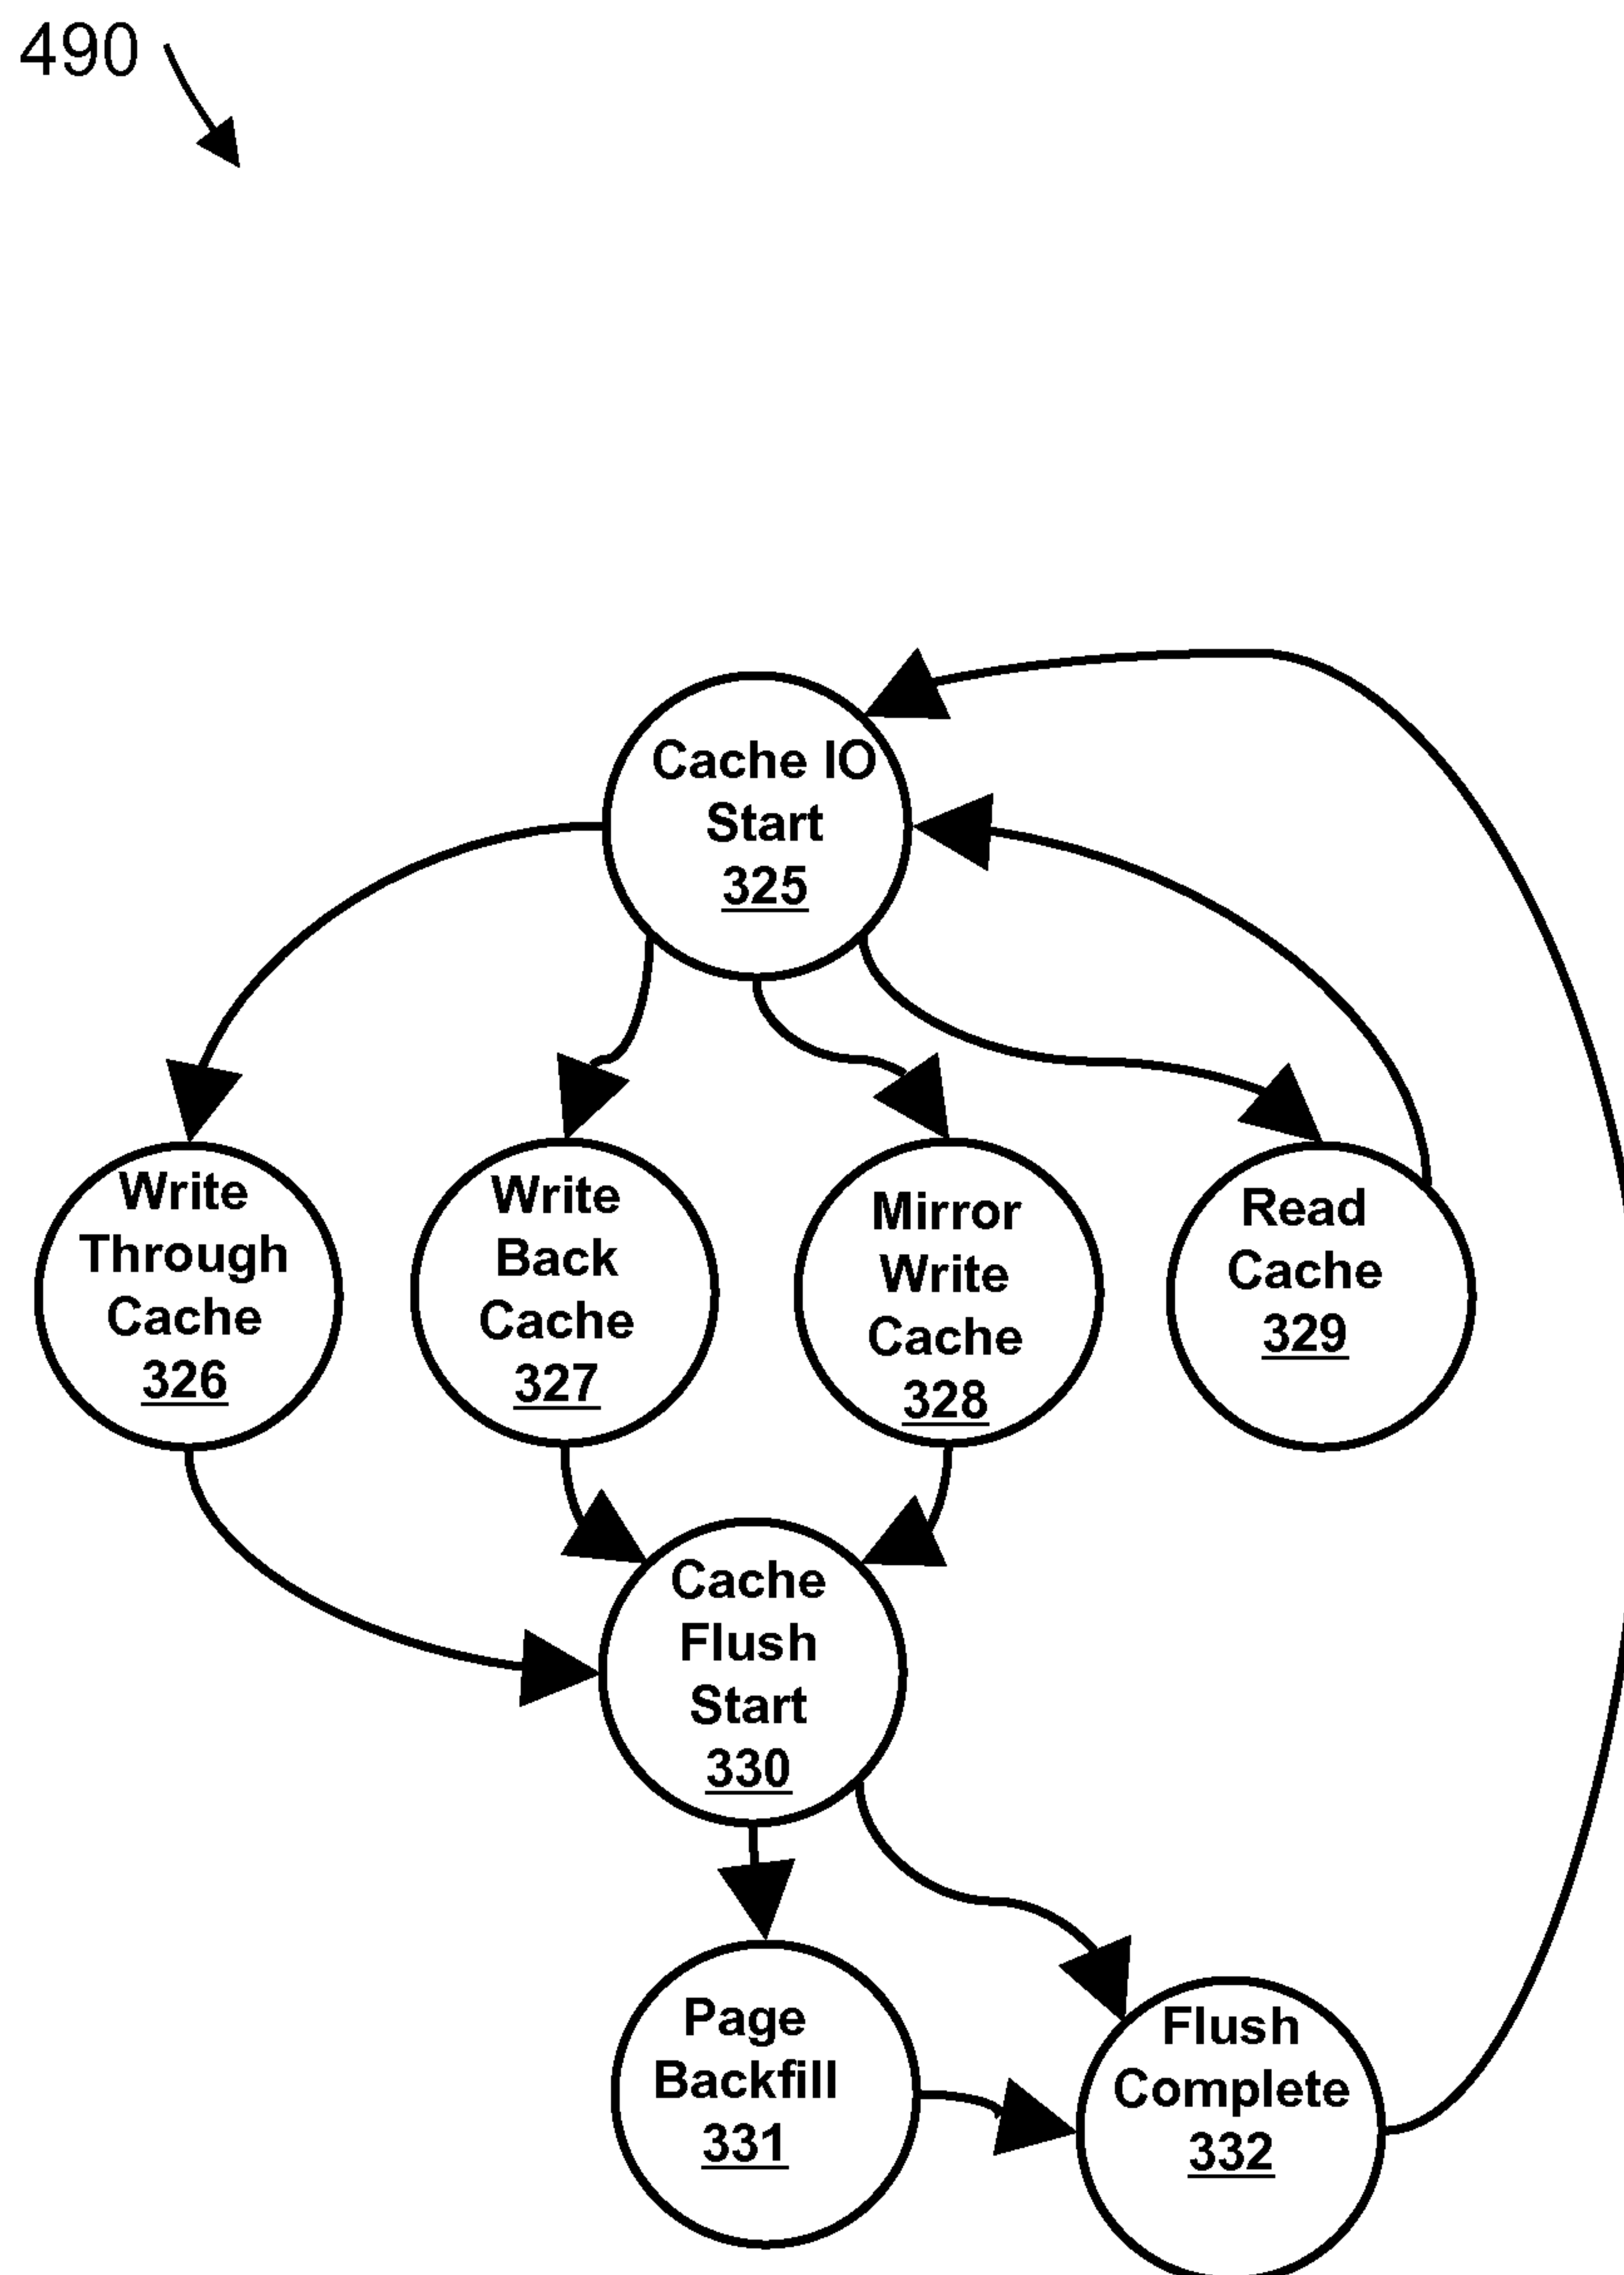 490
Cache IO
Start
325
Write
Through
Cache
326
Write
Back
Cache
327
Mirror
Write
Cache
328
Read
Cache
329
Cache
Flush
Start
330
Page
Backfill
331
Flush
Complete
332